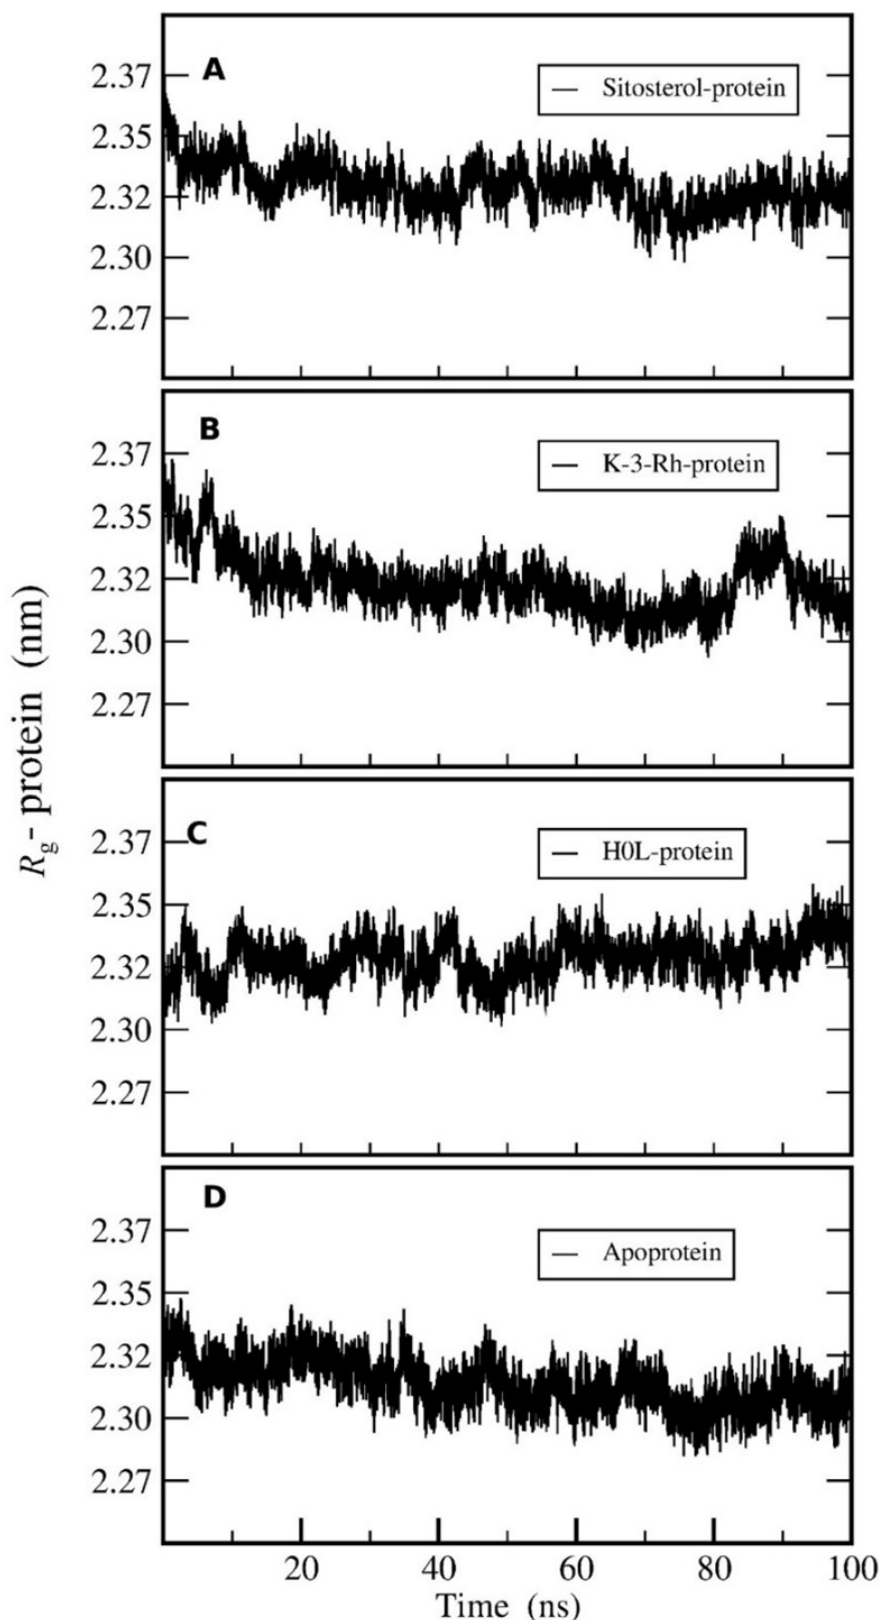 A
Sitosterol-protein
2.37
2.35
2.32
2.30
2.27
B
K-3-Rh-protein
2.37
2.35
2.32
2.30
2.27
Rg- protein (nm)
C
H0L-protein
2.37
2.35
2.32
2.30
2.27
D
Apoprotein
2.37
2.35
2.32
2.30
2.27
20 40 60 80 100
Time (ns)